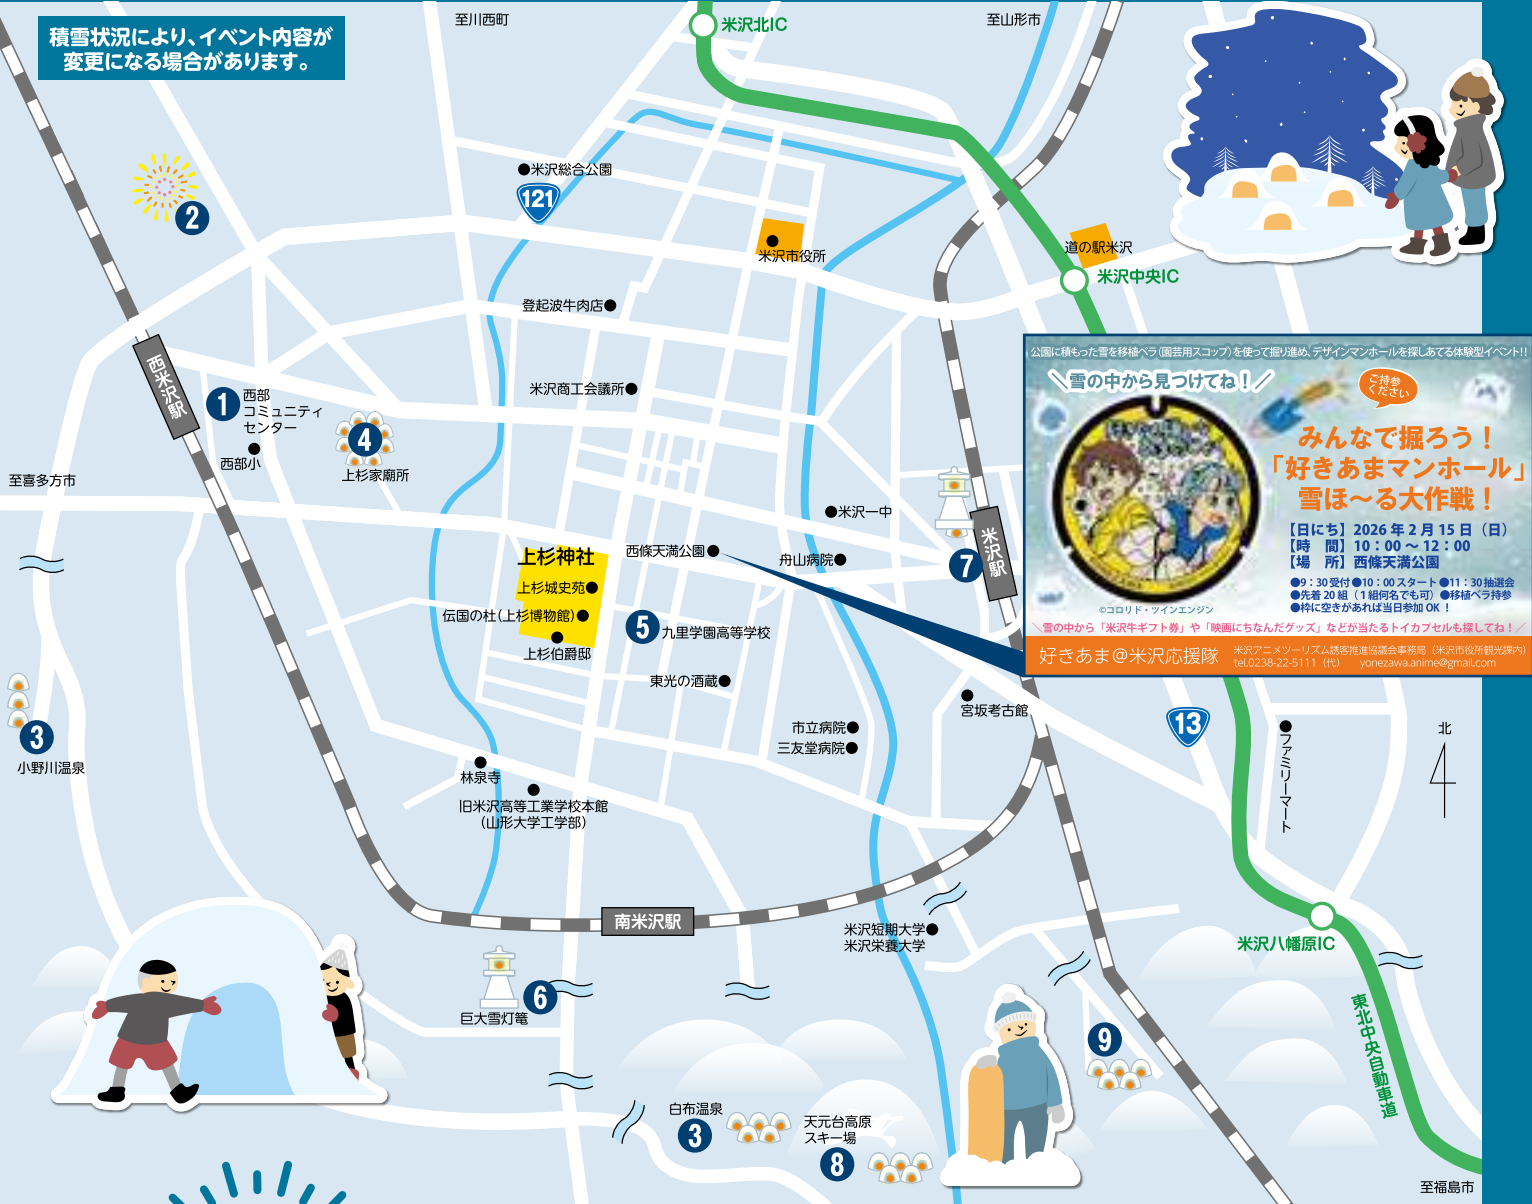 積雪状況により、イベント内容が
変更になる場合があります。
至川西町
米沢北IC
至山形市
米沢総合公園
121
2
米沢市役所
道の駅米沢
米沢中央IC
登起波牛肉店
西米沢駅
米沢商工会議所
1
西部
コミュニティ
センター
4
西部小
上杉家廟所
至喜多方市
米沢一中
上杉神社
西條天満公園
舟山病院
7
米沢駅
上杉城史苑
伝国の杜(上杉博物館)
5
九里学園高等学校
上杉伯爵邸
東光の酒蔵
宮坂考古館
市立病院
三友堂病院
3
小野川温泉
林泉寺
旧米沢高等工業学校本館
(山形大学工学部)
公園に積もった雪を移植ベラ(園芸用スコップ)を使って掘り進め、デザインマンホールを探しあてる体験型イベント!!
＼雪の中から見つけてね！／
ご持参
ください
みんなで掘ろう！
「好きあまマンホール」
雪ほ〜る大作戦！
【日にち】2026年2月15日（日）
【時　間】10：00〜12：00
【場　所】西條天満公園
●9：30受付●10：00スタート●11：30抽選会
●先着20組（1組何名でも可）●移植ベラ持参
●枠に空きがあれば当日参加OK！
©コロリド・ツインエンジン
＼雪の中から「米沢牛ギフト券」や「映画にちなんだグッズ」などが当たるトイカプセルも探してね！／
好きあま＠米沢応援隊
米沢アニメツーリズム誘客推進協議会事務局（米沢市役所観光課内）
tel.0238-22-5111（代）　yonezawa.anime@gmail.com
13
ファミリーマート
北
南米沢駅
米沢短期大学
米沢栄養大学
米沢八幡原IC
東北中央自動車道
6
巨大雪灯篭
9
白布温泉
3
天元台高原
スキー場
8
至福島市